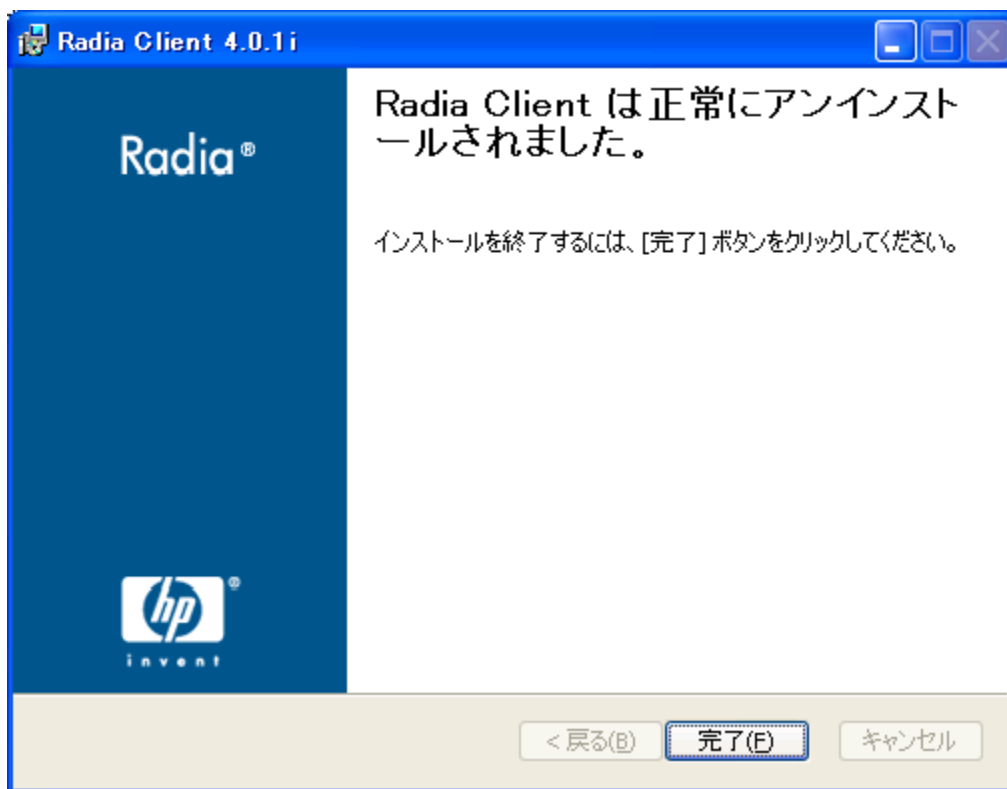 Radia Client 4.0.1i
Radia®
Radia Client は正常にアンインスト
ールされました。
インストールを終了するには、[完了] ボタンをクリックしてください。
hp®
invent
< 戻る(B)
完了(F)
キャンセル